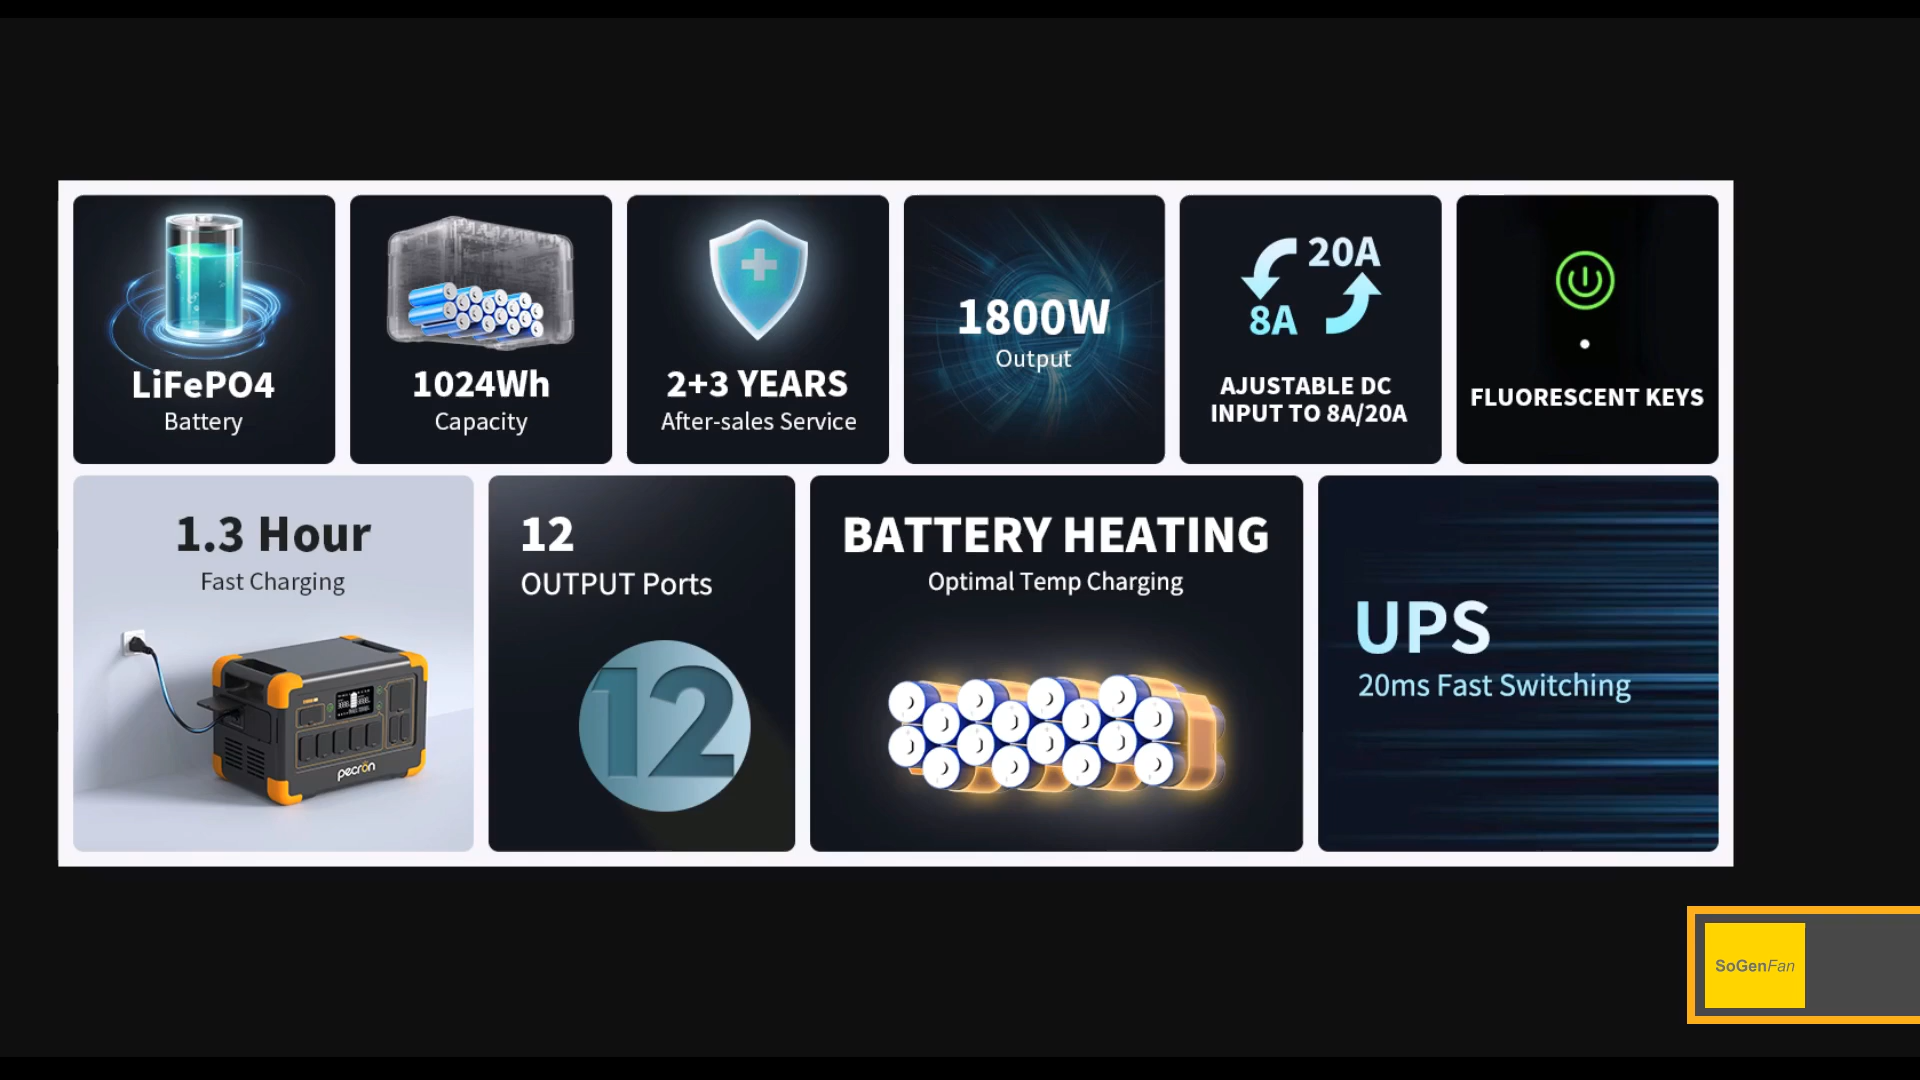 LiFePO4
Battery
1024Wh
Capacity
2+3 YEARS
After-sales Service
1800W
Output
20A
8A
AJUSTABLE DC
INPUT TO 8A/20A
FLUORESCENT KEYS
1.3 Hour
Fast Charging
pecron
12
OUTPUT Ports
12
BATTERY HEATING
Optimal Temp Charging
UPS
20ms Fast Switching
SoGenFan